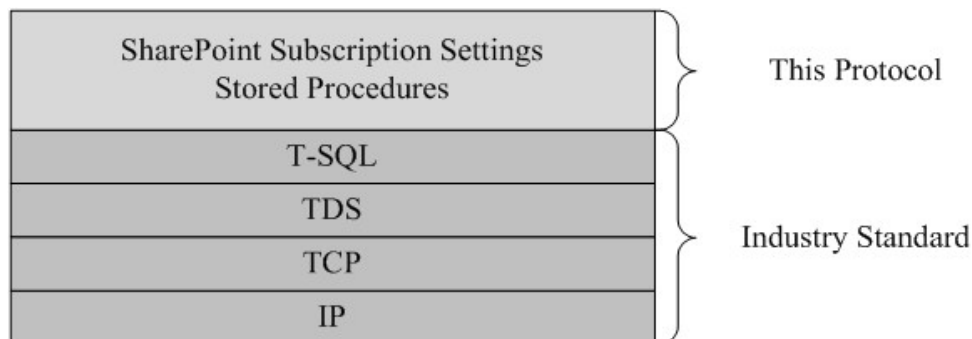 SharePoint Subscription Settings
Stored Procedures
This Protocol
T-SQL
TDS
TCP
IP
Industry Standard